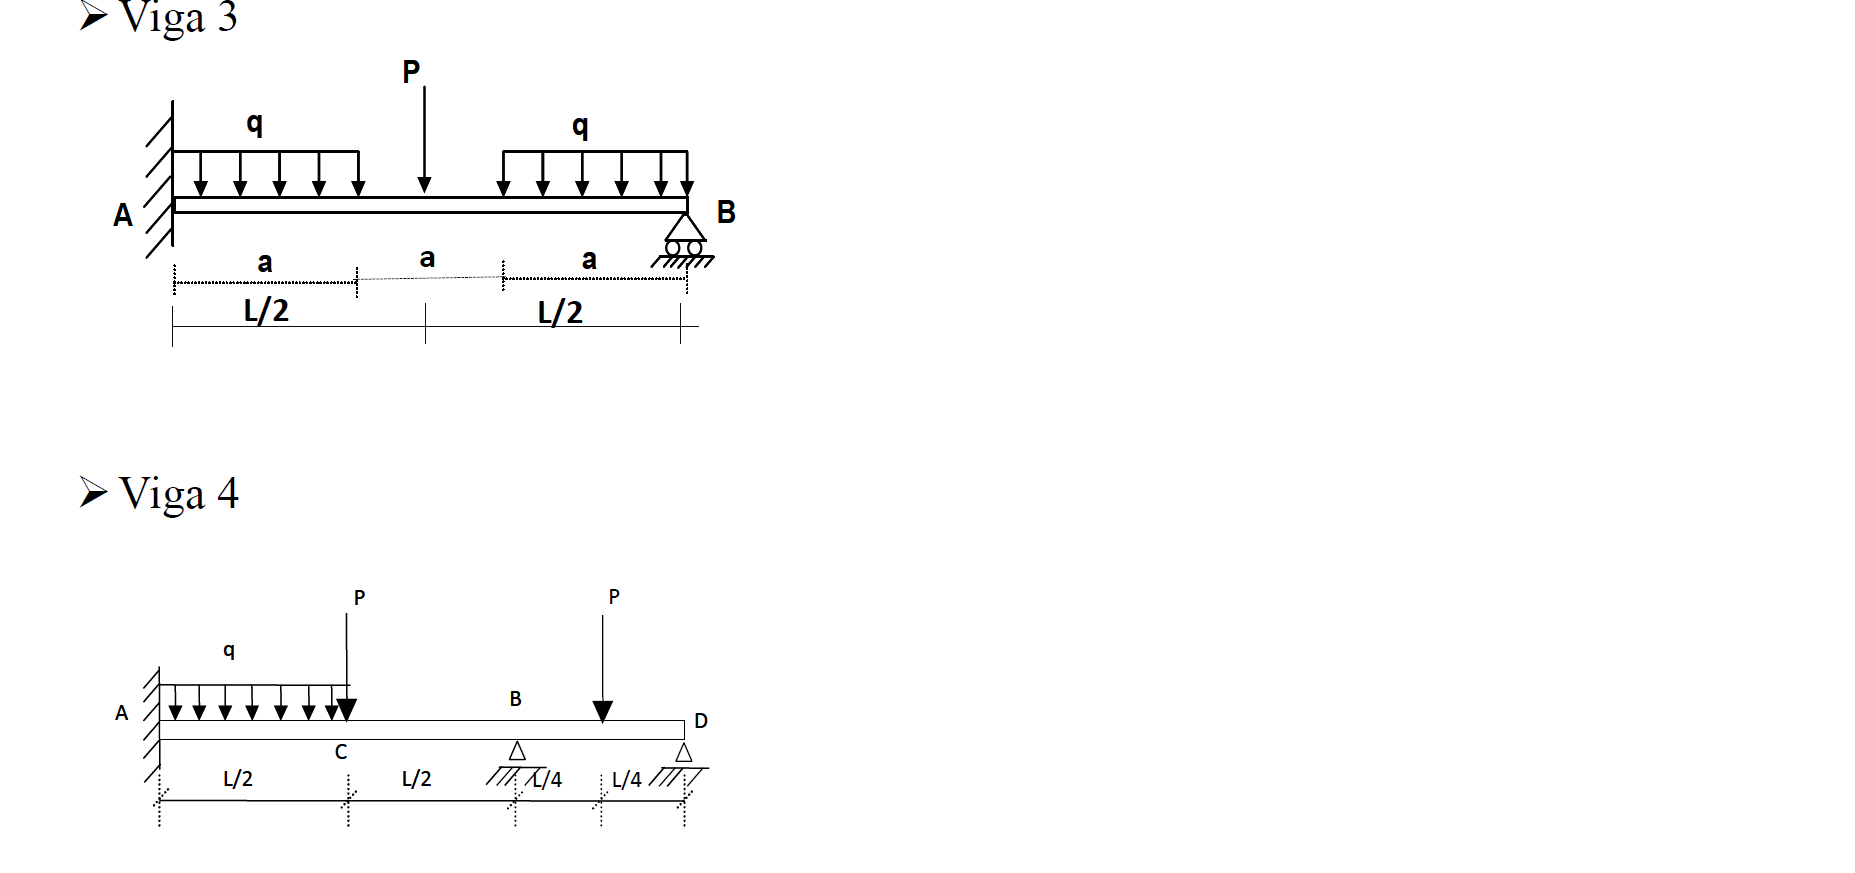 ➢ Viga 3
P
q q
A B
a a a
L/2 L/2
➢ Viga 4
P P
q
B
A D
C
L/2 L/2 L/4 L/4